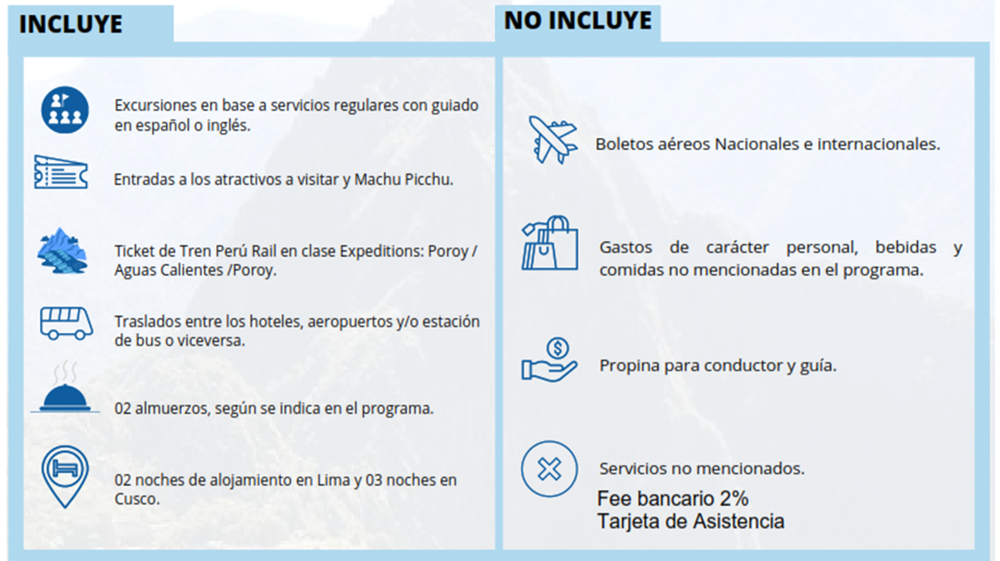 INCLUYE
Excursiones en base a servicios regulares con guiado
en español o inglés.
Entradas a los atractivos a visitar y Machu Picchu.
Ticket de Tren Perú Rail en clase Expeditions: Poroy /
Aguas Calientes /Poroy.
Traslados entre los hoteles, aeropuertos y/o estación
de bus o viceversa.
02 almuerzos, según se indica en el programa.
02 noches de alojamiento en Lima y 03 noches en
Cusco.
NO INCLUYE
Boletos aéreos Nacionales e internacionales.
Gastos de carácter personal, bebidas y
comidas no mencionadas en el programa.
$
Propina para conductor y guía.
Servicios no mencionados.
Fee bancario 2%
Tarjeta de Asistencia